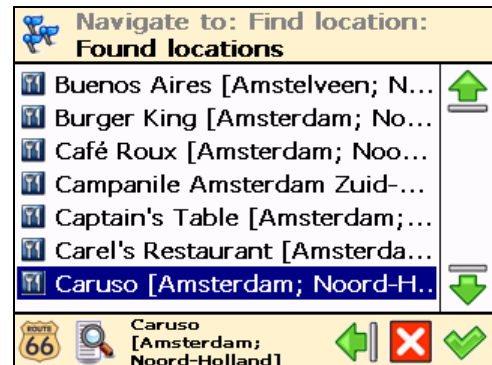 Navigate to: Find location:
Found locations
Buenos Aires [Amstelveen; N...
Burger King [Amsterdam; No...
Café Roux [Amsterdam; Noo...
Campanile Amsterdam Zuid-...
Captain's Table [Amsterdam;...
Carel's Restaurant [Amsterda...
Caruso [Amsterdam; Noord-H..
ROUTE
66
Caruso
[Amsterdam;
Noord-Holland]